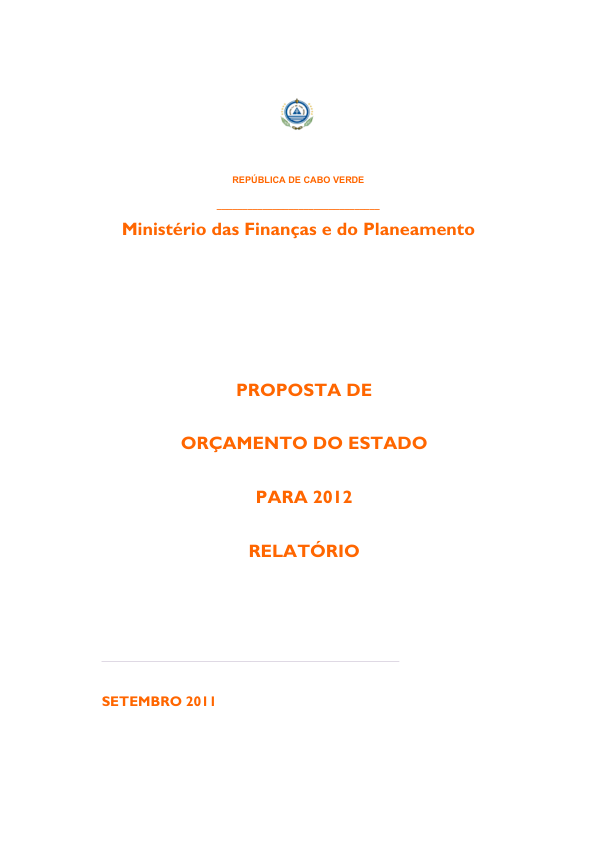 REPÚBLICA DE CABO VERDE
Ministério das Finanças e do Planeamento
PROPOSTA DE
ORÇAMENTO DO ESTADO
PARA 2012
RELATÓRIO
SETEMBRO 2011